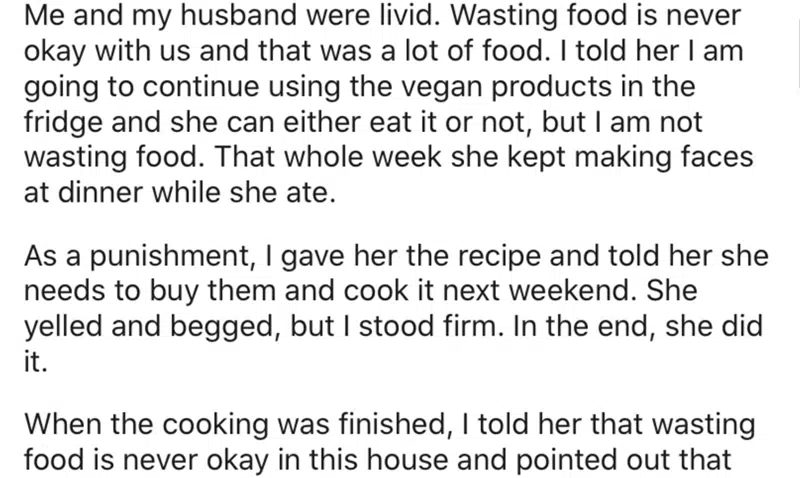 Me and my husband were livid. Wasting food is never
okay with us and that was a lot of food. I told her I am
going to continue using the vegan products in the
fridge and she can either eat it or not, but I am not
wasting food. That whole week she kept making faces
at dinner while she ate.
As a punishment, I gave her the recipe and told her she
needs to buy them and cook it next weekend. She
yelled and begged, but I stood firm. In the end, she did
it.
When the cooking was finished, I told her that wasting
food is never okay in this house and pointed out that